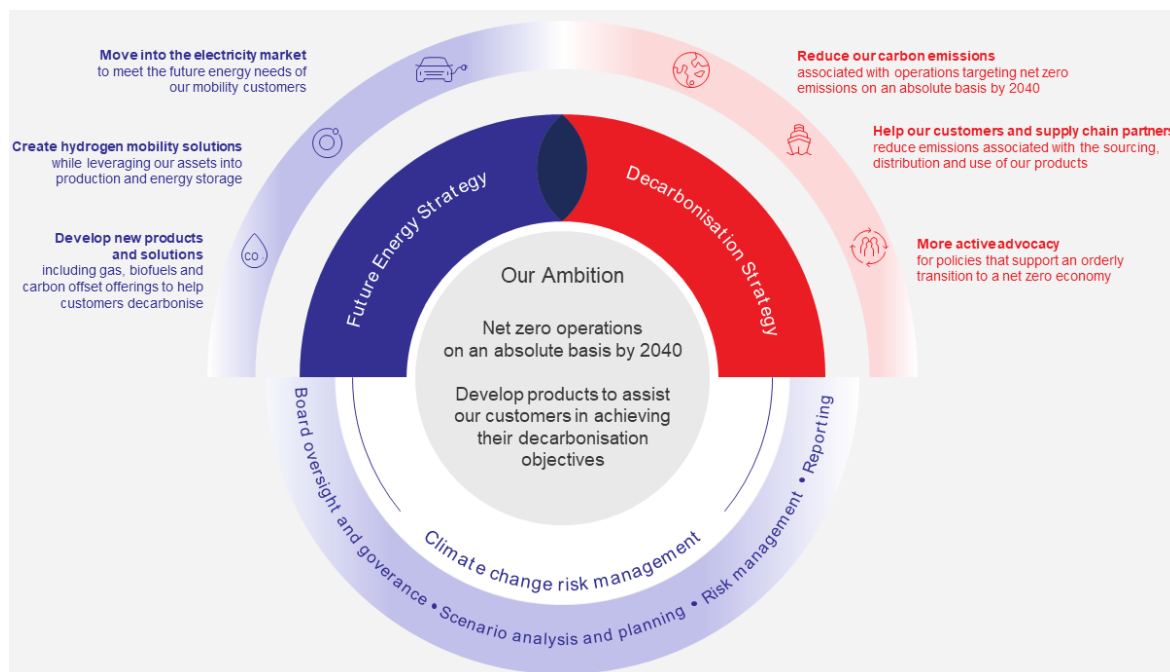 Move into the electricity market
to meet the future energy needs of
our mobility customers
Create hydrogen mobility solutions
while leveraging our assets into
production and energy storage
Develop new products
and solutions
including gas, biofuels and
carbon offset offerings to help
customers decarbonise
CO
Reduce our carbon emissions
associated with operations targeting net zero
emissions on an absolute basis by 2040
Help our customers and supply chain partners
reduce emissions associated with the sourcing,
distribution and use of our products
More active advocacy
for policies that support an orderly
transition to a net zero economy
Future Energy Strategy
Decarbonisation Strategy
Our Ambition
Net zero operations
on an absolute basis by 2040
Develop products to assist
our customers in achieving
their decarbonisation
objectives
Climate change risk management
Board oversight and goverance • Scenario analysis and planning • Risk management • Reporting